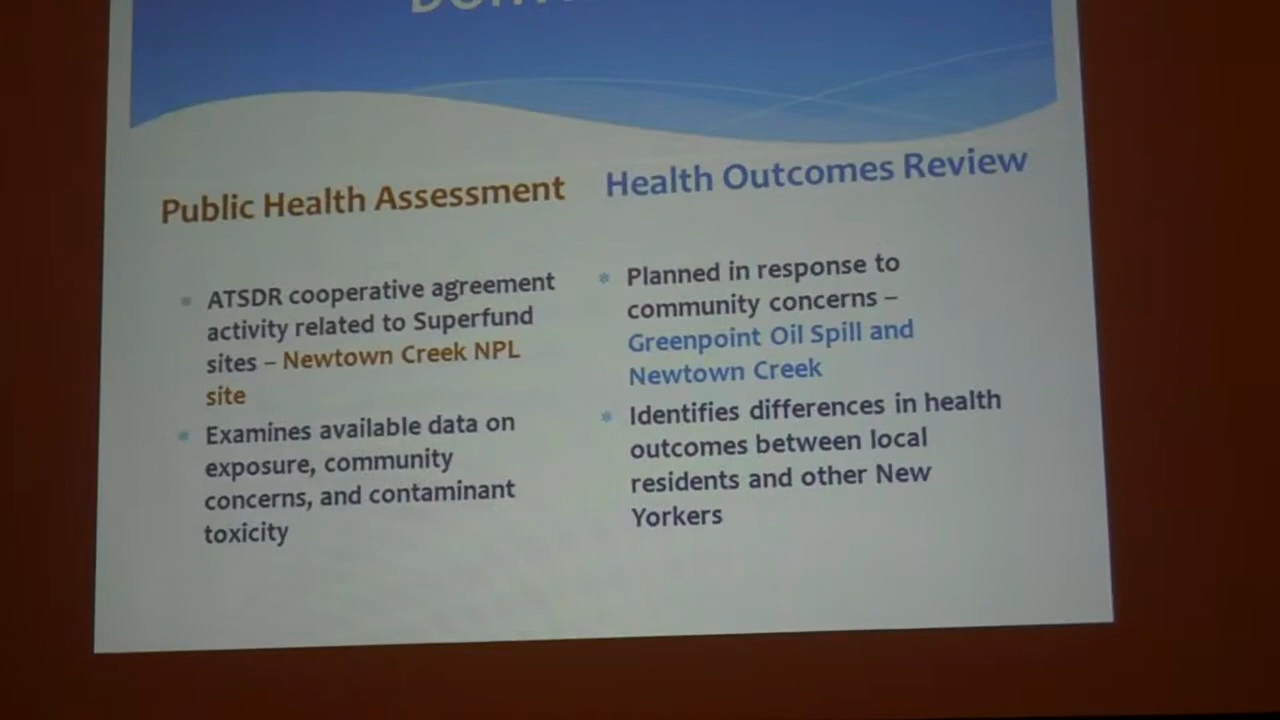 Public Health Assessment
ATSDR cooperative agreement
activity related to Superfund
sites – Newtown Creek NPL
site
Examines available data on
exposure, community
concerns, and contaminant
toxicity
Health Outcomes Review
Planned in response to
community concerns –
Greenpoint Oil Spill and
Newtown Creek
Identifies differences in health
outcomes between local
residents and other New
Yorkers